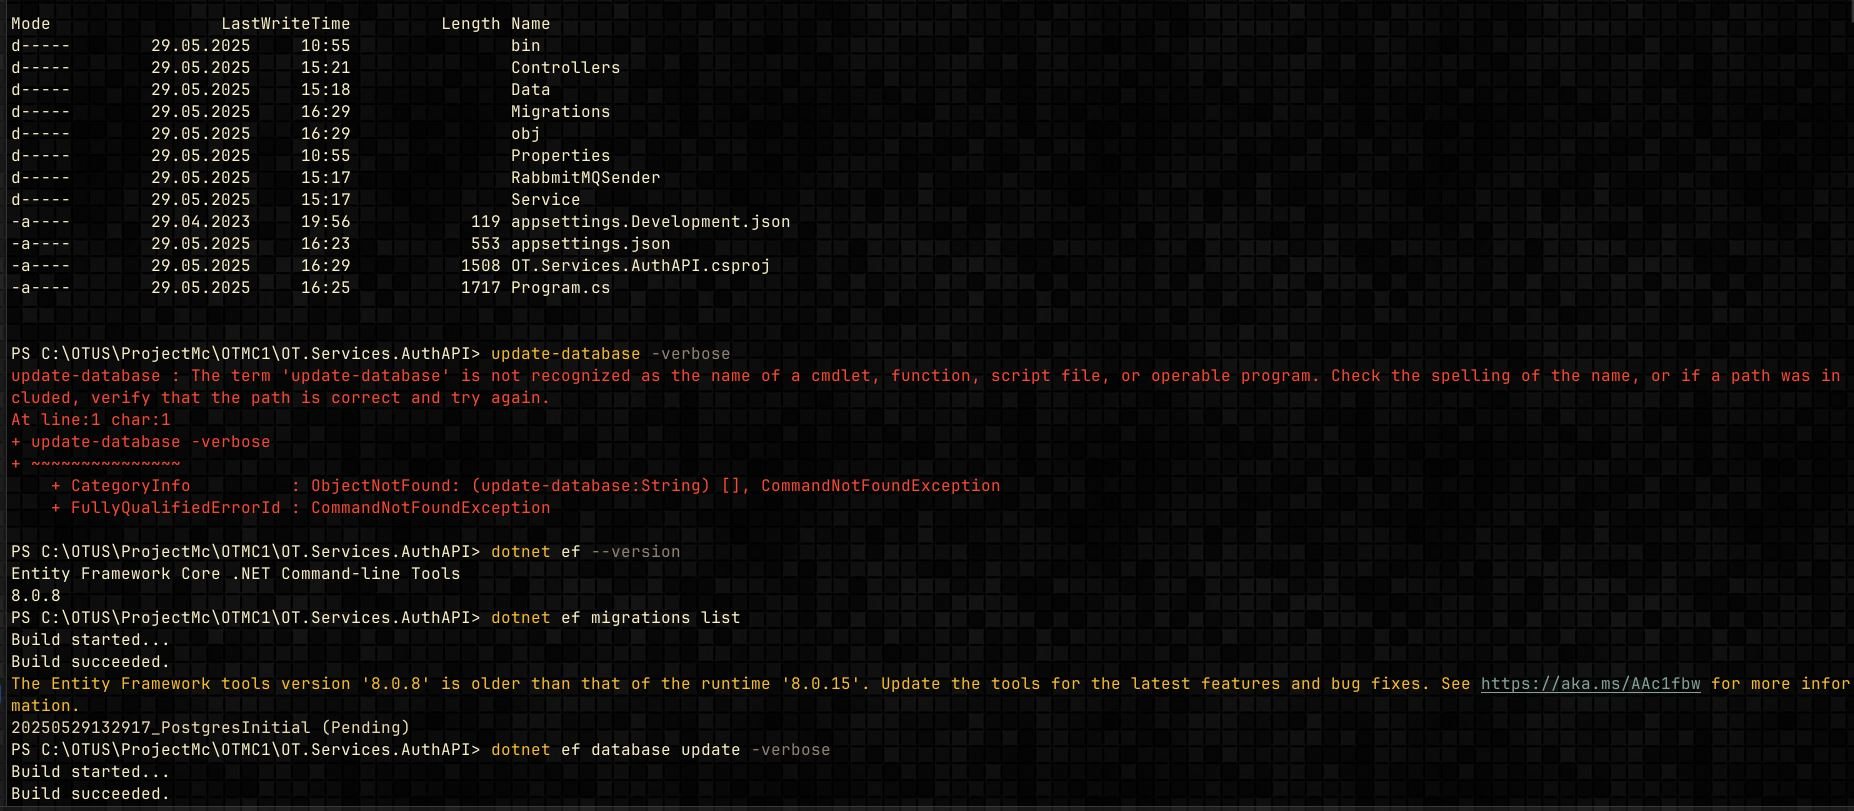 Mode                 LastWriteTime         Length Name
d-----        29.05.2025     10:55                bin
d-----        29.05.2025     15:21                Controllers
d-----        29.05.2025     15:18                Data
d-----        29.05.2025     16:29                Migrations
d-----        29.05.2025     16:29                obj
d-----        29.05.2025     10:55                Properties
d-----        29.05.2025     15:17                RabbmitMQSender
d-----        29.05.2025     15:17                Service
-a----        29.04.2023     19:56            119 appsettings.Development.json
-a----        29.05.2025     16:23            553 appsettings.json
-a----        29.05.2025     16:29           1508 OT.Services.AuthAPI.csproj
-a----        29.05.2025     16:25           1717 Program.cs
PS C:\OTUS\ProjectMc\OTMC1\OT.Services.AuthAPI> update-database -verbose
update-database : The term 'update-database' is not recognized as the name of a cmdlet, function, script file, or operable program. Check the spelling of the name, or if a path was in
cluded, verify that the path is correct and try again.
At line:1 char:1
+ update-database -verbose
+ ~~~~~~~~~~~~~~~
    + CategoryInfo          : ObjectNotFound: (update-database:String) [], CommandNotFoundException
    + FullyQualifiedErrorId : CommandNotFoundException
PS C:\OTUS\ProjectMc\OTMC1\OT.Services.AuthAPI> dotnet ef --version
Entity Framework Core .NET Command-line Tools
8.0.8
PS C:\OTUS\ProjectMc\OTMC1\OT.Services.AuthAPI> dotnet ef migrations list
Build started...
Build succeeded.
The Entity Framework tools version '8.0.8' is older than that of the runtime '8.0.15'. Update the tools for the latest features and bug fixes. See https://aka.ms/AAc1fbw for more infor
mation.
20250529132917_PostgresInitial (Pending)
PS C:\OTUS\ProjectMc\OTMC1\OT.Services.AuthAPI> dotnet ef database update -verbose
Build started...
Build succeeded.